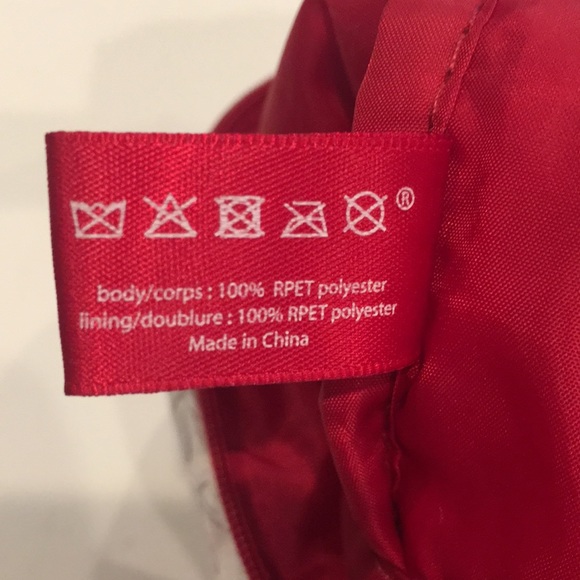 ®
body/corps : 100% RPET polyester
lining/doublure : 100% RPET polyester
Made in China